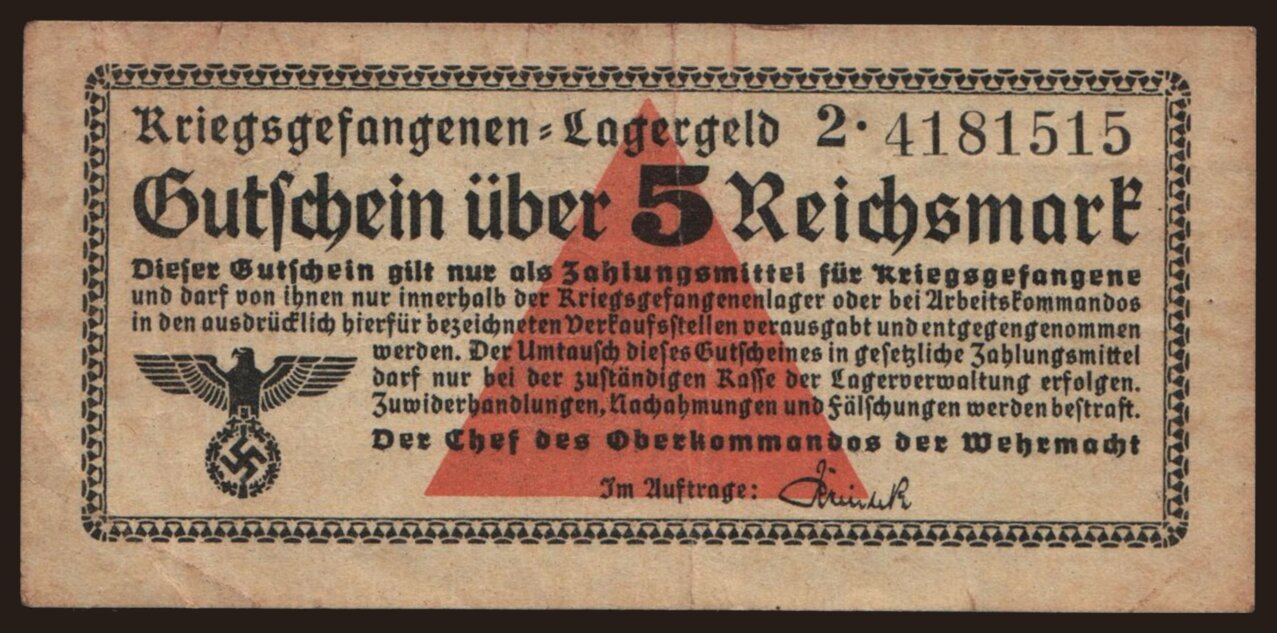 Kriegsgefangenen-Lagergeld 2· 4181515
Gutschein über 5 Reichsmark
Dieser Gutschein gilt nur als Zahlungsmittel für Kriegsgefangene
und darf von ihnen nur innerhalb der Kriegsgefangenenlager oder bei Arbeitskommandos
in den ausdrücklich hierfür bezeichneten Verkaufsstellen verausgabt und entgegengenommen
werden. Der Umtausch dieses Gutscheines in gesetzliche Zahlungsmittel
darf nur bei der zuständigen Kasse der Lagerverwaltung erfolgen.
Zuwiderhandlungen, Nachahmungen und Fälschungen werden bestraft.
Der Chef des Oberkommandos der Wehrmacht
Im Auftrage: